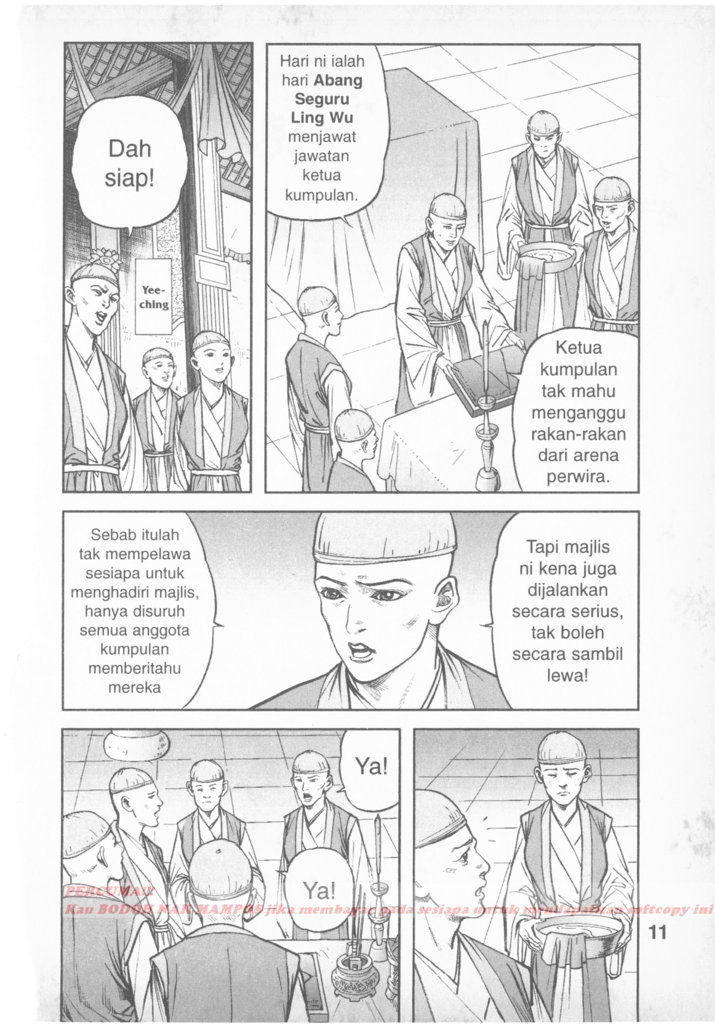 Dah
siap!
Yee-
ching
Hari ni ialah
hari Abang
Seguru
Ling Wu
menjawat
jawatan
ketua
kumpulan.
Ketua
kumpulan
tak mahu
menganggu
rakan-rakan
dari arena
perwira.
Sebab itulah
tak mempelawa
sesiapa untuk
menghadiri majlis,
hanya disuruh
semua anggota
kumpulan
memberitahu
mereka
Tapi majlis
ni kena juga
dijalankan
secara serius,
tak boleh
secara sambil
lewa!
Ya!
Ya!
PERCUMA!!
Kau BODOH NAK MAMPOS jika membayar pada sesiapa untuk mendapatkan softcopy ini
11